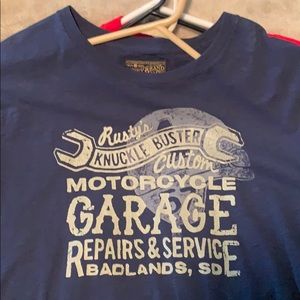 Rusty's
KNUCKLE BUSTER
Custom
MOTORCYCLE
GARAGE
REPAIRS & SERVICE
BADLANDS, SD